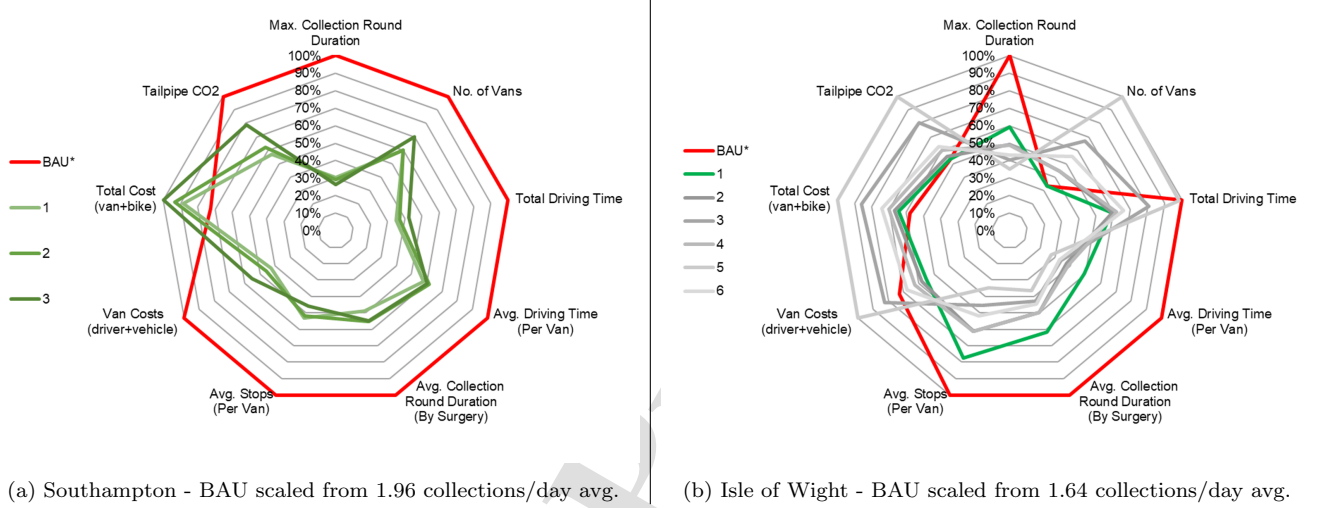 Max. Collection Round
Duration
100%
90%
80%
70%
60%
50%
40%
30%
20%
10%
0%
No. of Vans
Total Driving Time
Avg. Driving Time
(Per Van)
Avg. Collection
Round Duration
(By Surgery)
Avg. Stops
(Per Van)
Van Costs
(driver+vehicle)
Total Cost
(van+bike)
Tailpipe CO2
BAU*
1
2
3
(a) Southampton - BAU scaled from 1.96 collections/day avg.
Max. Collection Round
Duration
100%
90%
80%
70%
60%
50%
40%
30%
20%
10%
0%
No. of Vans
Total Driving Time
Avg. Driving Time
(Per Van)
Avg. Collection
Round Duration
(By Surgery)
Avg. Stops
(Per Van)
Van Costs
(driver+vehicle)
Total Cost
(van+bike)
Tailpipe CO2
BAU*
1
2
3
4
5
6
(b) Isle of Wight - BAU scaled from 1.64 collections/day avg.